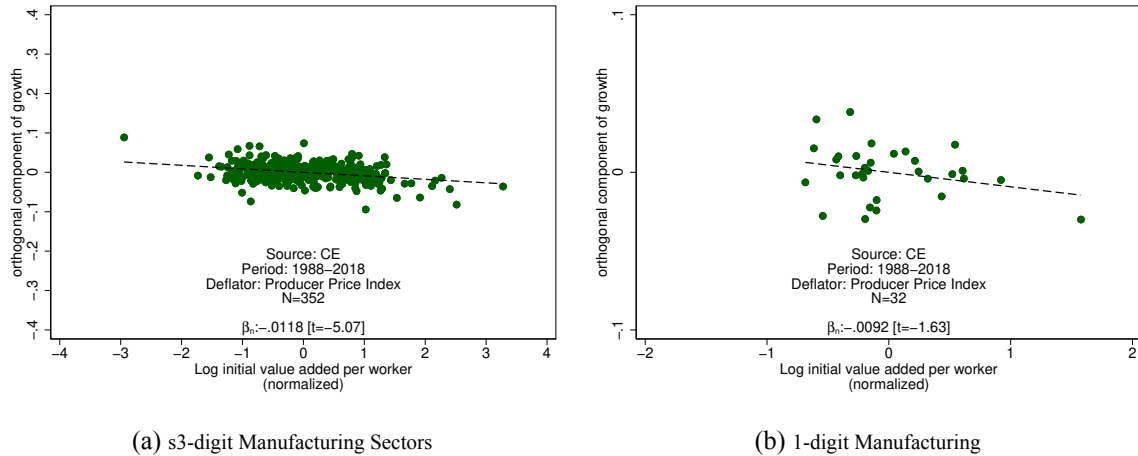 .4
.3
.2
.1
0
-.1
-.2
-.3
-.4
orthogonal component of growth
Source: CE
Period: 1988−2018
Deflator: Producer Price Index
N=352
βn:−.0118 [t=−5.07]
−4 −3 −2 −1 0 1 2 3 4
Log initial value added per worker
(normalized)
(a) s3-digit Manufacturing Sectors
.1
0
-.1
orthogonal component of growth
Source: CE
Period: 1988−2018
Deflator: Producer Price Index
N=32
βn:−.0092 [t=−1.63]
−2 −1 0 1 2
Log initial value added per worker
(normalized)
(b) 1-digit Manufacturing